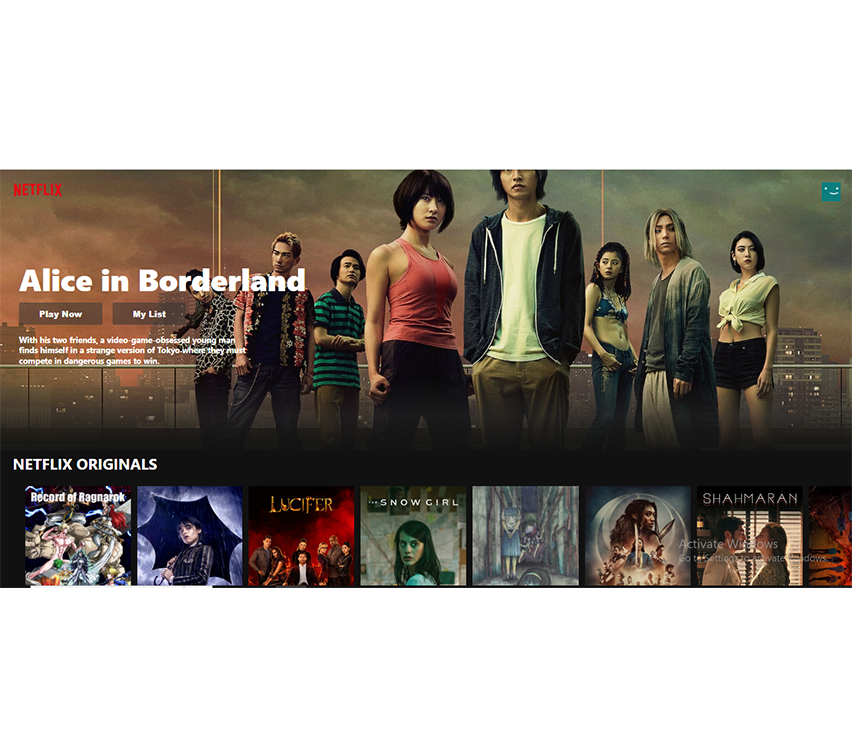 NETFLIX
Alice in Borderland
Play Now
My List
With his two friends, a video-game-obsessed young man
finds himself in a strange version of Tokyo where they must
compete in dangerous games to win.
NETFLIX ORIGINALS
Record of Ragnarok
LUCIFER
THE SNOW GIRL
SHAHMARAN
Activate Windows
Go to Settings to activate Windows.